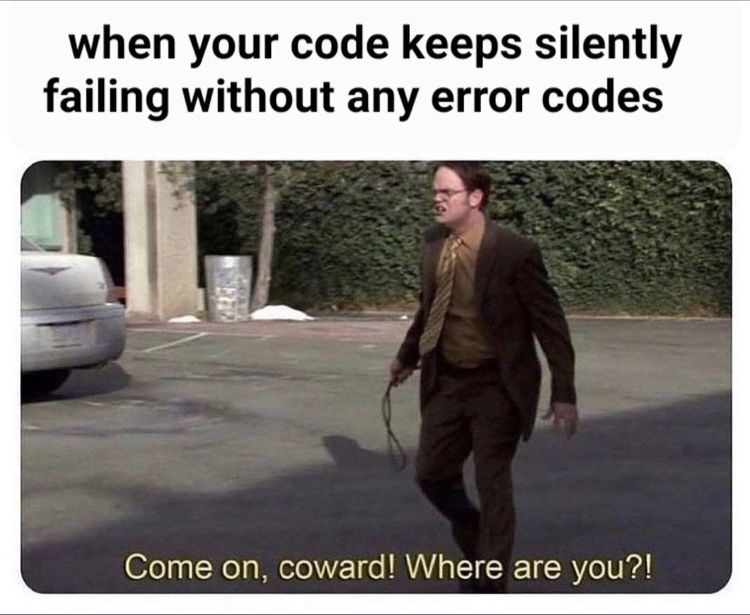 when your code keeps silently
failing without any error codes
Come on, coward! Where are you?!